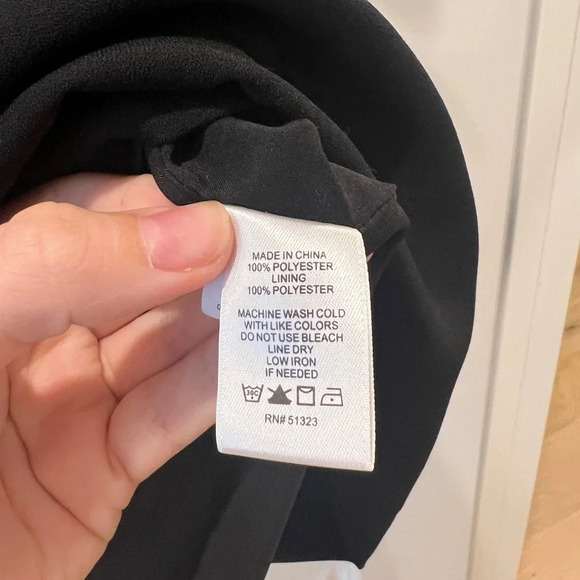 MADE IN CHINA
100% POLYESTER
LINING
100% POLYESTER
MACHINE WASH COLD
WITH LIKE COLORS
DO NOT USE BLEACH
LINE DRY
LOW IRON
IF NEEDED
30C
RN# 51323